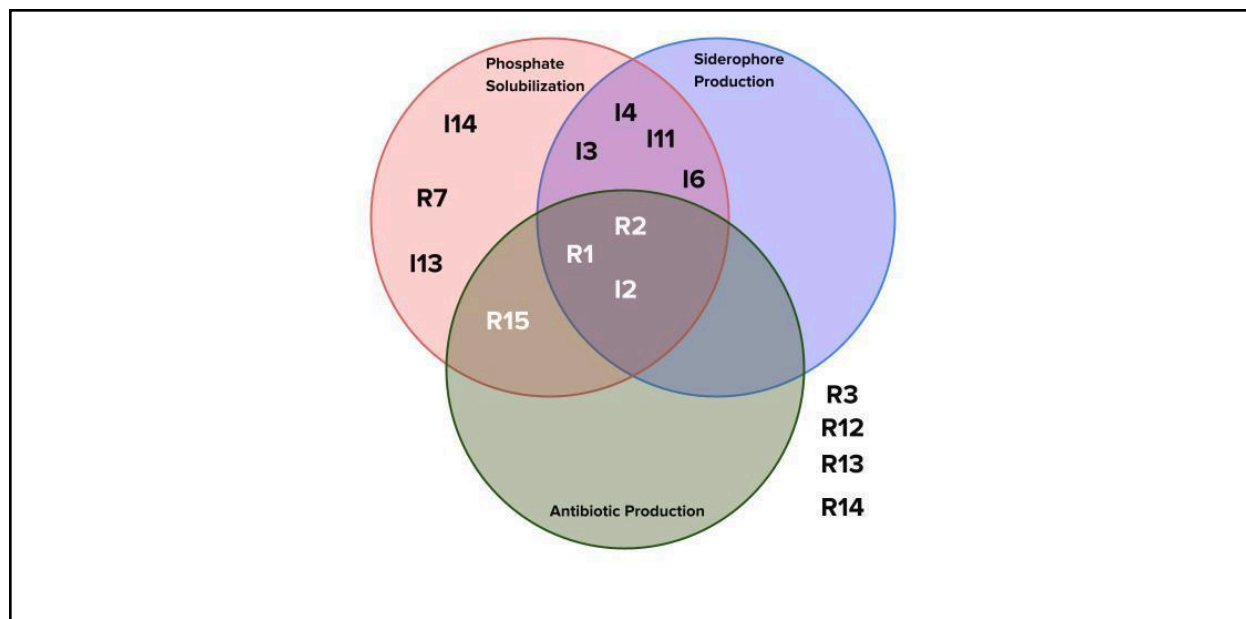 Phosphate
Solubilization
Siderophore
Production
I14
I4
I11
I3
I6
R7
R2
R1
I13
I2
R15
R3
R12
R13
R14
Antibiotic Production